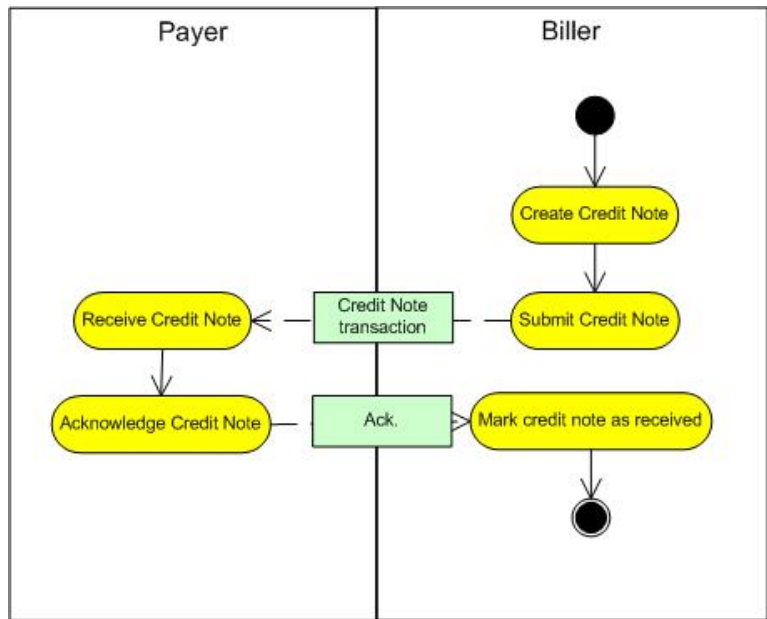 Payer
Biller
Create Credit Note
Credit Note
transaction
Receive Credit Note
Submit Credit Note
Acknowledge Credit Note
Ack.
Mark credit note as received